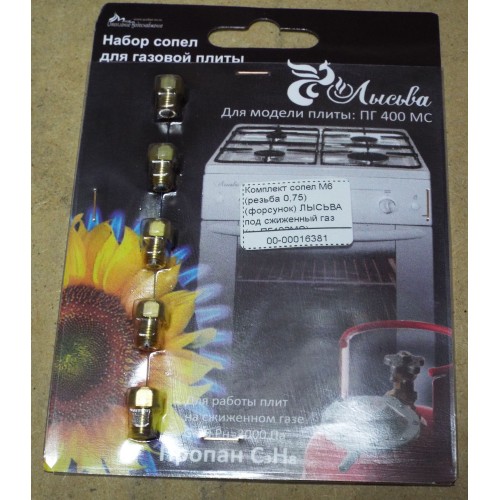 Набор сопел
для газовой плиты
Лысьва
Для модели плиты: ПГ 400 МС
Комплект сопел М6
(резьба 0,75)
(форсунок) ЛЫСЬВА
под сжиженный газ
00-00016381
Для работы плит
на сжиженном газе
Пропан С₃Н₈